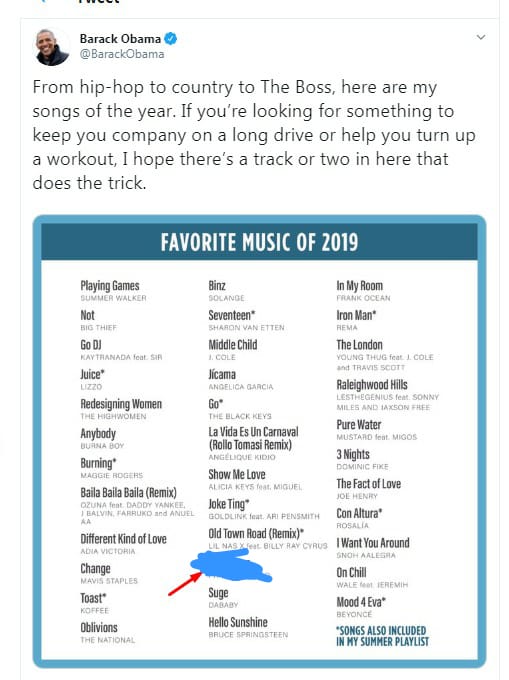 Tweet
Barack Obama
@BarackObama
From hip-hop to country to The Boss, here are my
songs of the year. If you’re looking for something to
keep you company on a long drive or help you turn up
a workout, I hope there’s a track or two in here that
does the trick.
FAVORITE MUSIC OF 2019
Playing Games
SUMMER WALKER
Not
BIG THIEF
Go DJ
KAYTRANADA feat. SIR
Juice*
LIZZO
Redesigning Women
THE HIGHWOMEN
Anybody
BURNA BOY
Burning*
MAGGIE ROGERS
Baila Baila Baila (Remix)
OZUNA feat. DADDY YANKEE,
J BALVIN, FARRUKO and ANUEL
AA
Different Kind of Love
ADIA VICTORIA
Change
MAVIS STAPLES
Toast*
KOFFEE
Oblivions
THE NATIONAL
Binz
SOLANGE
Seventeen*
SHARON VAN ETTEN
Middle Child
J. COLE
Jícama
ANGELICA GARCIA
Go*
THE BLACK KEYS
La Vida Es Un Carnaval
(Rollo Tomasi Remix)
ANGÉLIQUE KIDJO
Show Me Love
ALICIA KEYS feat. MIGUEL
Joke Ting*
GOLDLINK feat. ARI PENSMITH
Old Town Road (Remix)*
LIL NAS X feat. BILLY RAY CYRUS
Suge
DABABY
Hello Sunshine
BRUCE SPRINGSTEEN
In My Room
FRANK OCEAN
Iron Man*
REMA
The London
YOUNG THUG feat. J. COLE
and TRAVIS SCOTT
Raleighwood Hills
LESTHEGENIUS feat. SONNY
MILES AND JAXSON FREE
Pure Water
MUSTARD feat. MIGOS
3 Nights
DOMINIC FIKE
The Fact of Love
JOE HENRY
Con Altura*
ROSALÍA
I Want You Around
SNOH AALEGRA
On Chill
WALE feat. JEREMIH
Mood 4 Eva*
BEYONCÉ
*SONGS ALSO INCLUDED
IN MY SUMMER PLAYLIST